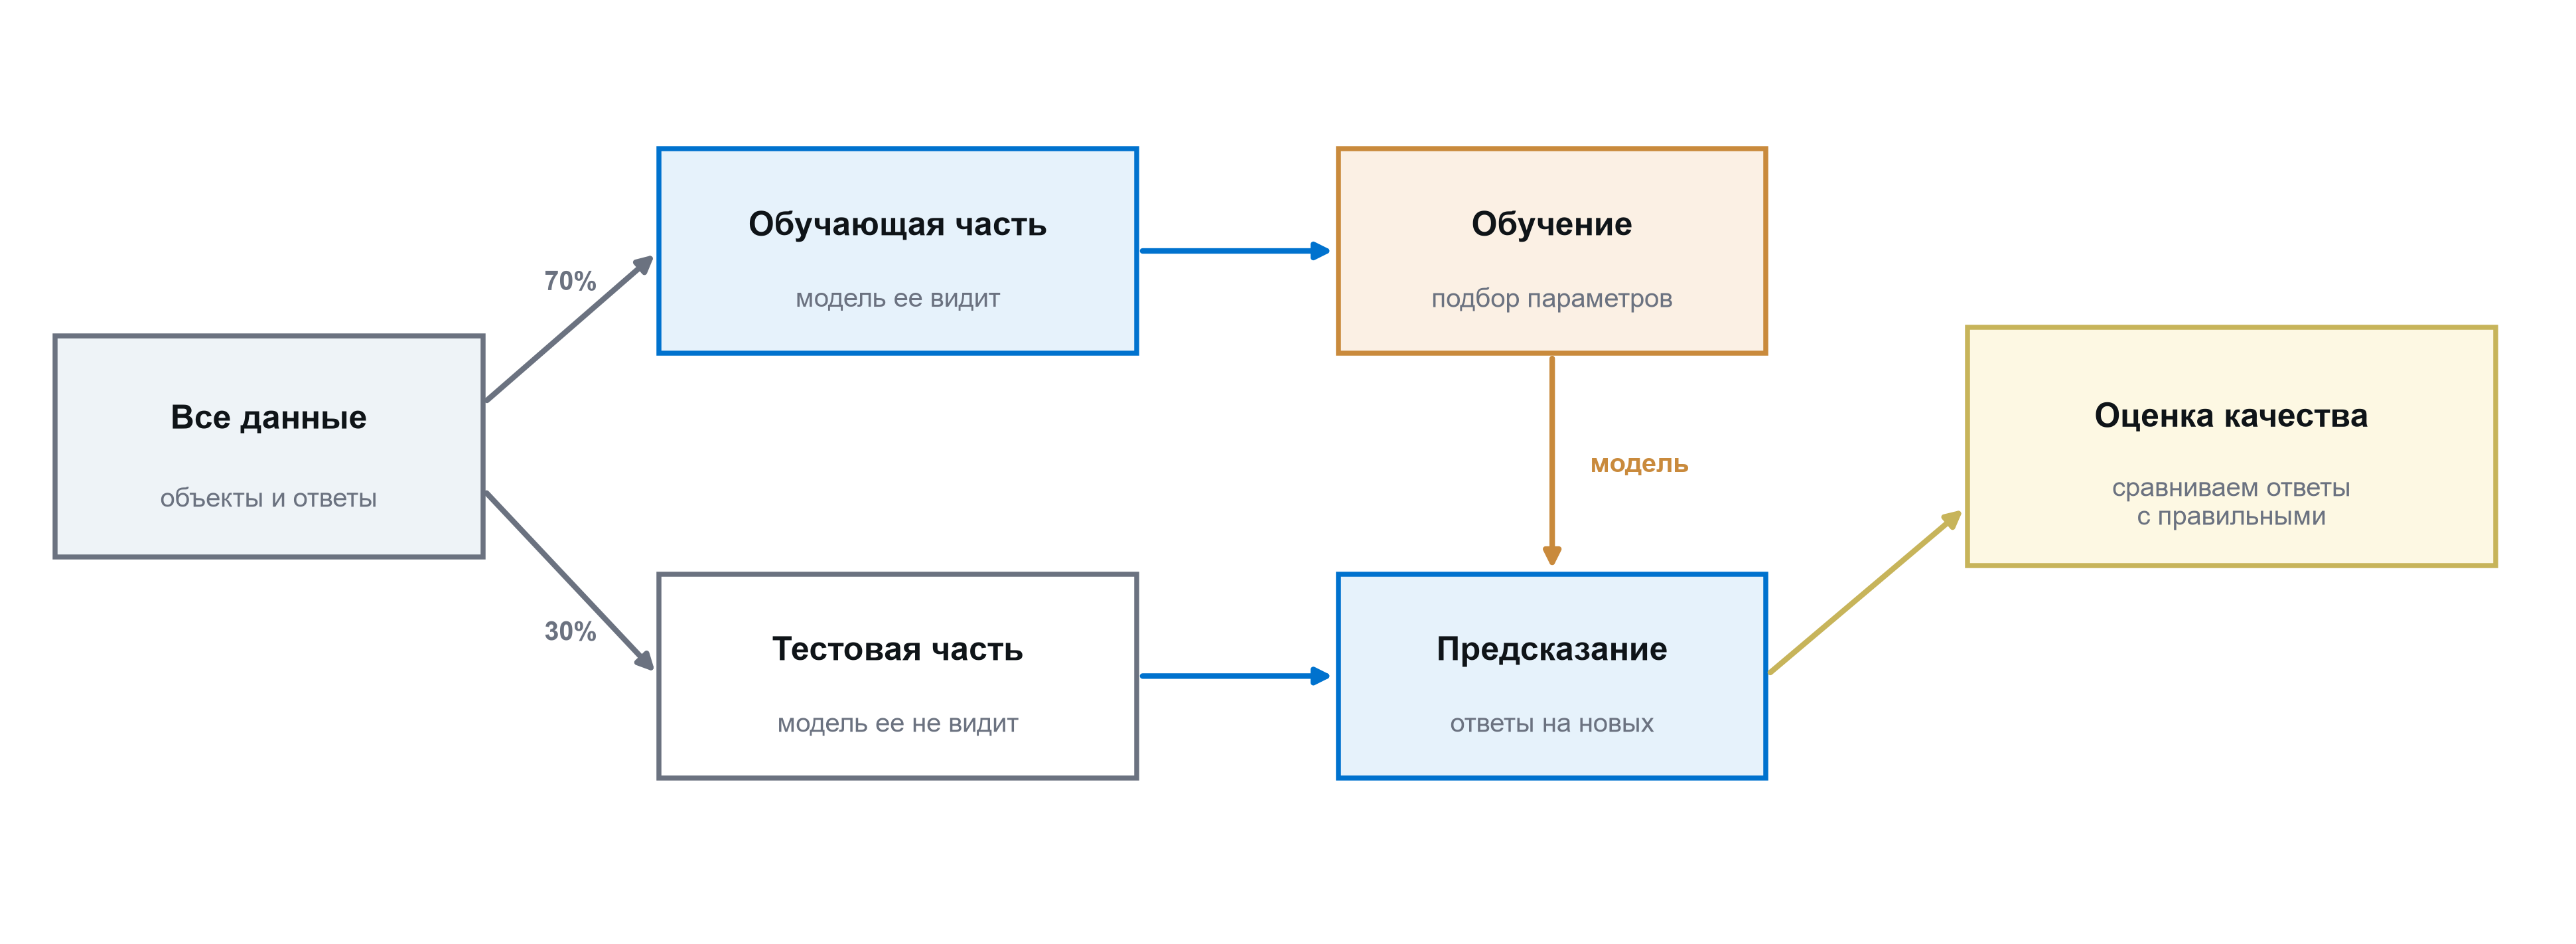 Все данные
объекты и ответы
70%
30%
Обучающая часть
модель ее видит
Тестовая часть
модель ее не видит
Обучение
подбор параметров
модель
Предсказание
ответы на новых
Оценка качества
сравниваем ответы
с правильными